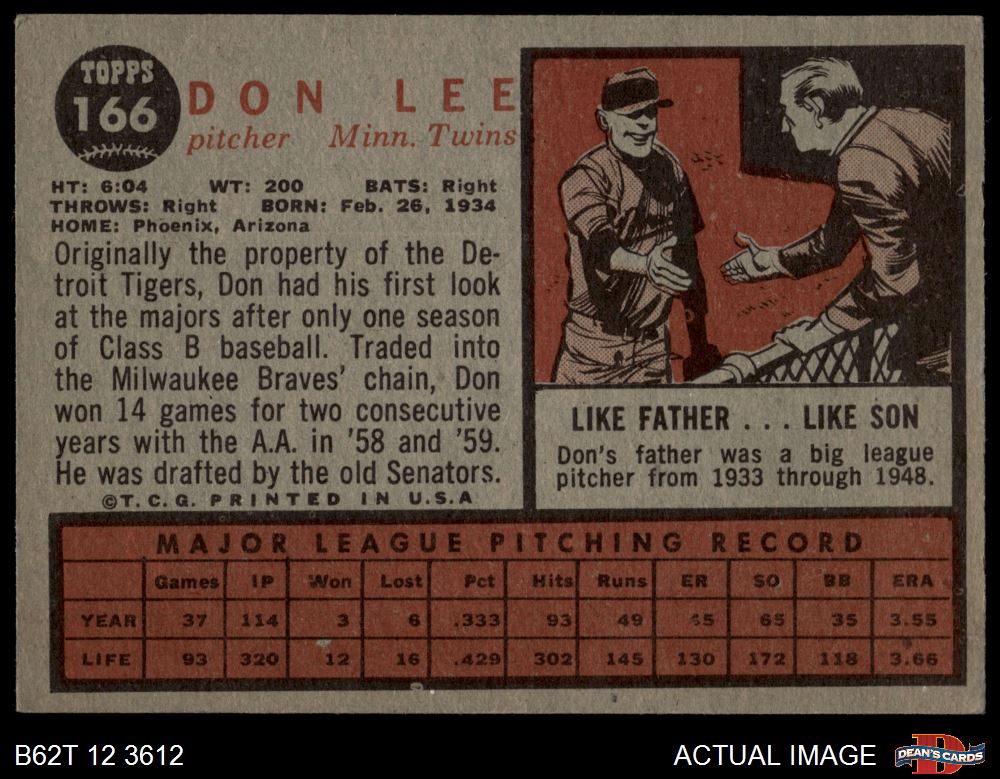 TOPPS
166
DON LEE
pitcher Minn. Twins
HT: 6:04 WT: 200 BATS: Right
THROWS: Right BORN: Feb. 26, 1934
HOME: Phoenix, Arizona
Originally the property of the De-
troit Tigers, Don had his first look
at the majors after only one season
of Class B baseball. Traded into
the Milwaukee Braves' chain, Don
won 14 games for two consecutive
years with the A.A. in '58 and '59.
He was drafted by the old Senators.
©T.C.G. PRINTED IN U.S.A
LIKE FATHER . . . LIKE SON
Don's father was a big league
pitcher from 1933 through 1948.
MAJOR LEAGUE PITCHING RECORD
Games IP Won Lost Pct Hits Runs ER SO BB ERA
YEAR 37 114 3 6 .333 93 49 45 65 35 3.55
LIFE 93 320 12 16 .429 302 145 130 172 118 3.66
B62T 12 3612
ACTUAL IMAGE
DEAN'S CARDS